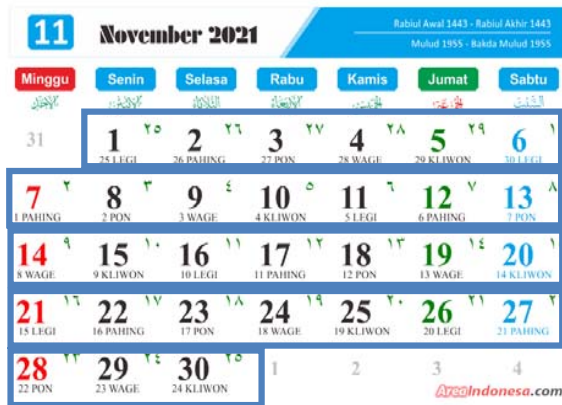 11 November 2021
Rabiul Awal 1443 - Rabiul Akhir 1443
Mulud 1955 - Bakda Mulud 1955
Minggu Senin Selasa Rabu Kamis Jumat Sabtu
31 1 ٢٥ 2 ٢٦ 3 ٢٧ 4 ٢٨ 5 ٢٩ 6 ١
25 LEGI 26 PAHING 27 PON 28 WAGE 29 KLIWON 30 LEGI
7 ٢ 8 ٣ 9 ٤ 10 ٥ 11 ٦ 12 ٧ 13 ٨
1 PAHING 2 PON 3 WAGE 4 KLIWON 5 LEGI 6 PAHING 7 PON
14 ٩ 15 ١٠ 16 ١١ 17 ١٢ 18 ١٣ 19 ١٤ 20 ١
8 WAGE 9 KLIWON 10 LEGI 11 PAHING 12 PON 13 WAGE 14 KLIWON
21 ١٦ 22 ١٧ 23 ١٨ 24 ١٩ 25 ٢٠ 26 ٢١ 27 ٢
15 LEGI 16 PAHING 17 PON 18 WAGE 19 KLIWON 20 LEGI 21 PAHING
28 ٢٣ 29 ٢٤ 30 ٢٥ 1 2 3 4
22 PON 23 WAGE 24 KLIWON
AreaIndonesa.com